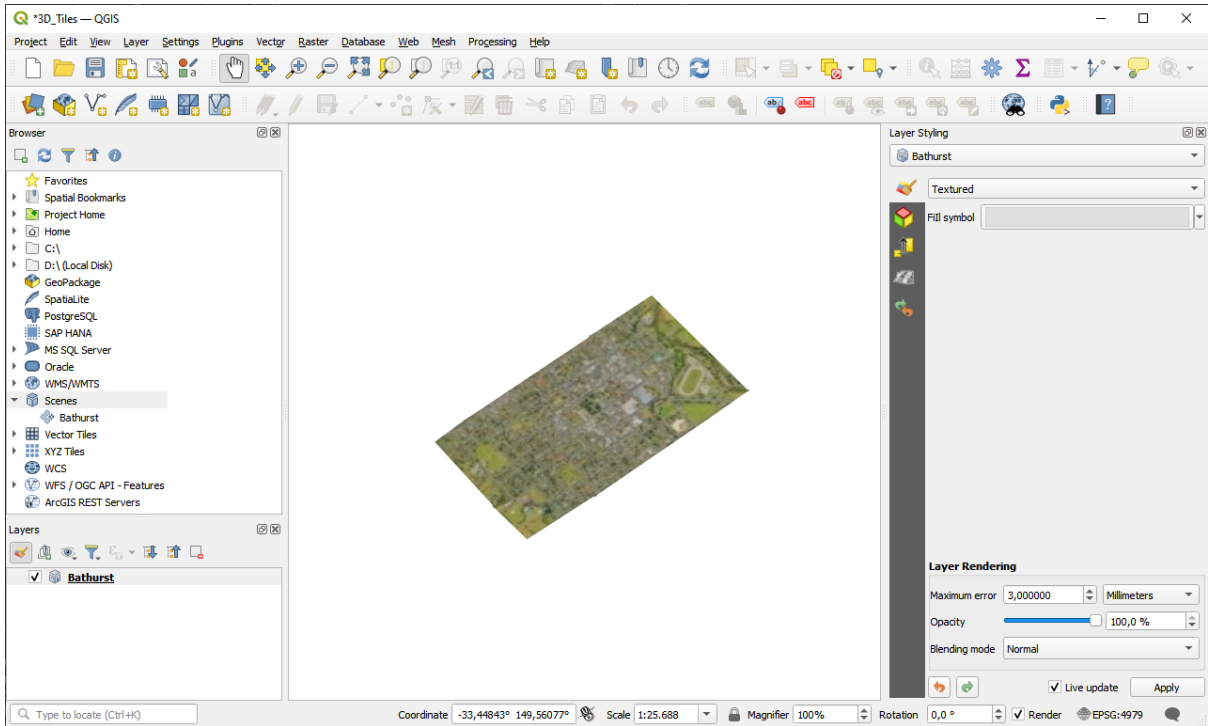 *3D_Tiles — QGIS
Project Edit View Layer Settings Plugins Vector Raster Database Web Mesh Processing Help
Browser
Favorites
Spatial Bookmarks
Project Home
Home
C:\
D:\ (Local Disk)
GeoPackage
SpatiaLite
PostgreSQL
SAP HANA
MS SQL Server
Oracle
WMS/WMTS
Scenes
Bathurst
Vector Tiles
XYZ Tiles
WCS
WFS / OGC API - Features
ArcGIS REST Servers
Layers
Bathurst
Layer Styling
Bathurst
Textured
Fill symbol
Layer Rendering
Maximum error 3,000000 Millimeters
Opacity 100,0 %
Blending mode Normal
Live update Apply
Type to locate (Ctrl+K) Coordinate -33,44843° 149,56077° Scale 1:25.688 Magnifier 100% Rotation 0,0 ° Render EPSG:4979